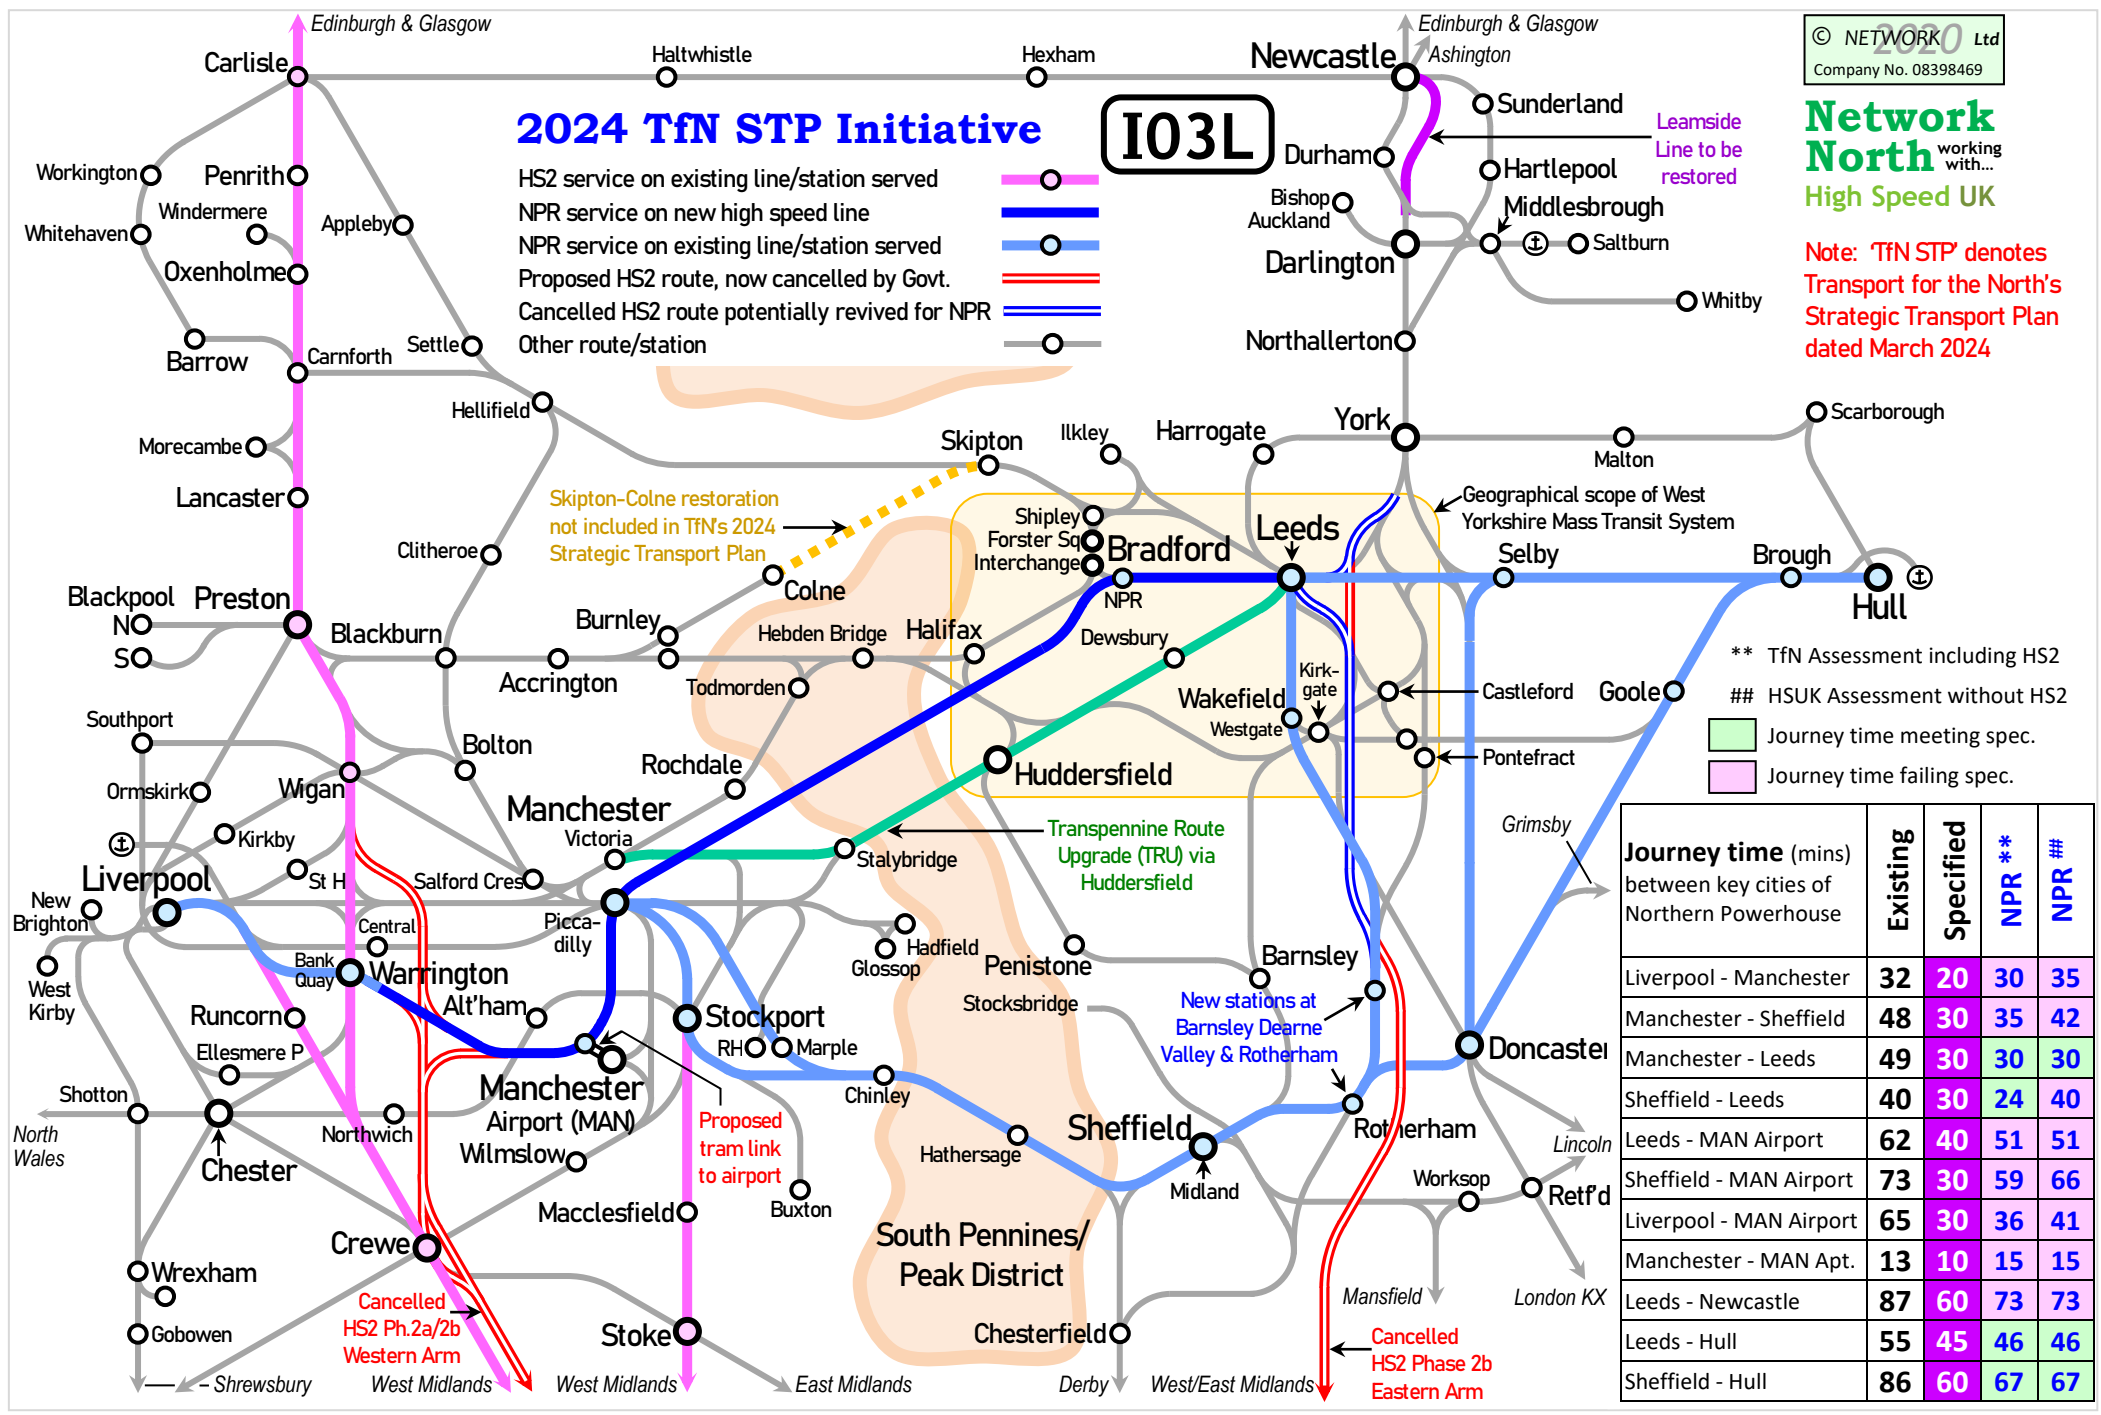 Edinburgh & Glasgow
Edinburgh & Glasgow
Ashington
Carlisle
Haltwhistle
Hexham
Newcastle
© NETWORK 2020 Ltd
Company No. 08398469
2024 TfN STP Initiative
I03L
Sunderland
Leamside
Line to be
restored
Network
North working
with...
High Speed UK
Durham
Hartlepool
Workington
Penrith
HS2 service on existing line/station served
NPR service on new high speed line
NPR service on existing line/station served
Proposed HS2 route, now cancelled by Govt.
Cancelled HS2 route potentially revived for NPR
Other route/station
Bishop
Auckland
Middlesbrough
Windermere
Whitehaven
Appleby
Saltburn
Darlington
Oxenholme
Whitby
Note: 'TfN STP' denotes
Transport for the North's
Strategic Transport Plan
dated March 2024
Northallerton
Barrow
Carnforth
Settle
Hellifield
York
Scarborough
Malton
Morecambe
Skipton
Ilkley
Harrogate
Lancaster
Skipton-Colne restoration
not included in TfN's 2024
Strategic Transport Plan
Geographical scope of West
Yorkshire Mass Transit System
Shipley
Forster Sq
Interchange
Bradford
NPR
Leeds
Clitheroe
Colne
Selby
Brough
Hull
Blackpool
N
S
Preston
Blackburn
Burnley
Hebden Bridge
Halifax
Dewsbury
Accrington
Todmorden
Kirk-
gate
Wakefield
Westgate
Castleford
Goole
** TfN Assessment including HS2
## HSUK Assessment without HS2
Journey time meeting spec.
Journey time failing spec.
Southport
Bolton
Rochdale
Huddersfield
Pontefract
Ormskirk
Wigan
Manchester
Victoria
Kirkby
Stalybridge
Transpennine Route
Upgrade (TRU) via
Huddersfield
Grimsby
Liverpool
St H
Salford Cres
New
Brighton
Central
Picca-
dilly
Hadfield
Glossop
Penistone
Barnsley
Bank
Quay
Warrington
West
Kirby
Alt'ham
Stocksbridge
New stations at
Barnsley Dearne
Valley & Rotherham
Runcorn
Stockport
RH
Marple
Doncaster
Ellesmere P
Chinley
Manchester
Airport (MAN)
Shotton
Northwich
Proposed
tram link
to airport
Sheffield
Midland
Rotherham
North
Wales
Chester
Wilmslow
Hathersage
Lincoln
Worksop
Retf'd
Macclesfield
Buxton
Crewe
South Pennines/
Peak District
Wrexham
Cancelled
HS2 Ph.2a/2b
Western Arm
Mansfield
London KX
Gobowen
Stoke
Chesterfield
Cancelled
HS2 Phase 2b
Eastern Arm
Shrewsbury
West Midlands
West Midlands
East Midlands
Derby
West/East Midlands
Journey time (mins)
between key cities of
Northern Powerhouse
Existing
Specified
NPR **
NPR ##
Liverpool - Manchester 32 20 30 35
Manchester - Sheffield 48 30 35 42
Manchester - Leeds 49 30 30 30
Sheffield - Leeds 40 30 24 40
Leeds - MAN Airport 62 40 51 51
Sheffield - MAN Airport 73 30 59 66
Liverpool - MAN Airport 65 30 36 41
Manchester - MAN Apt. 13 10 15 15
Leeds - Newcastle 87 60 73 73
Leeds - Hull 55 45 46 46
Sheffield - Hull 86 60 67 67